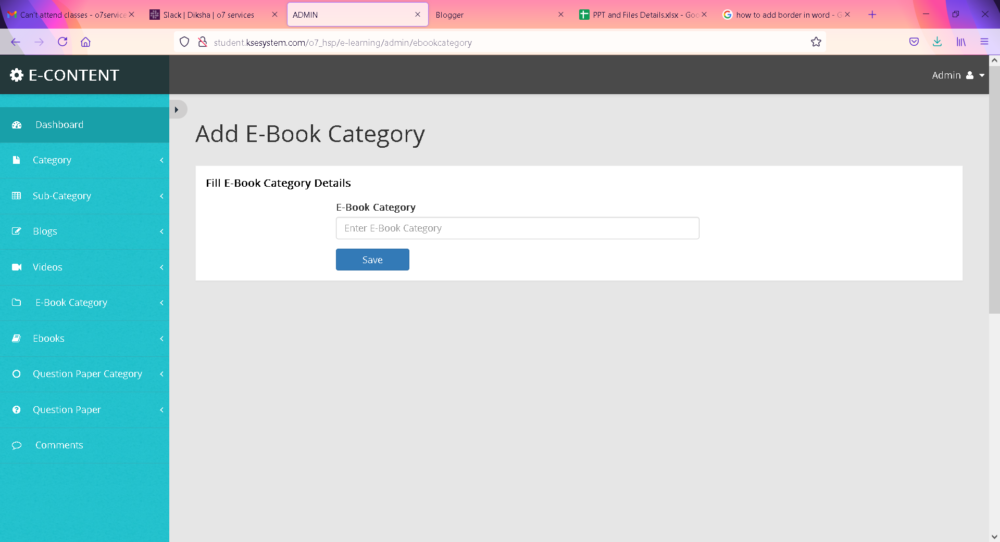 Can't attend classes - o7service
Slack | Diksha | o7 services
ADMIN
Blogger
PPT and Files Details.xlsx - Goo
how to add border in word - G
student.ksesystem.com/o7_hsp/e-learning/admin/ebookcategory
E-CONTENT
Admin
Dashboard
Category
Sub-Category
Blogs
Videos
E-Book Category
Ebooks
Question Paper Category
Question Paper
Comments
Add E-Book Category
Fill E-Book Category Details
E-Book Category
Enter E-Book Category
Save